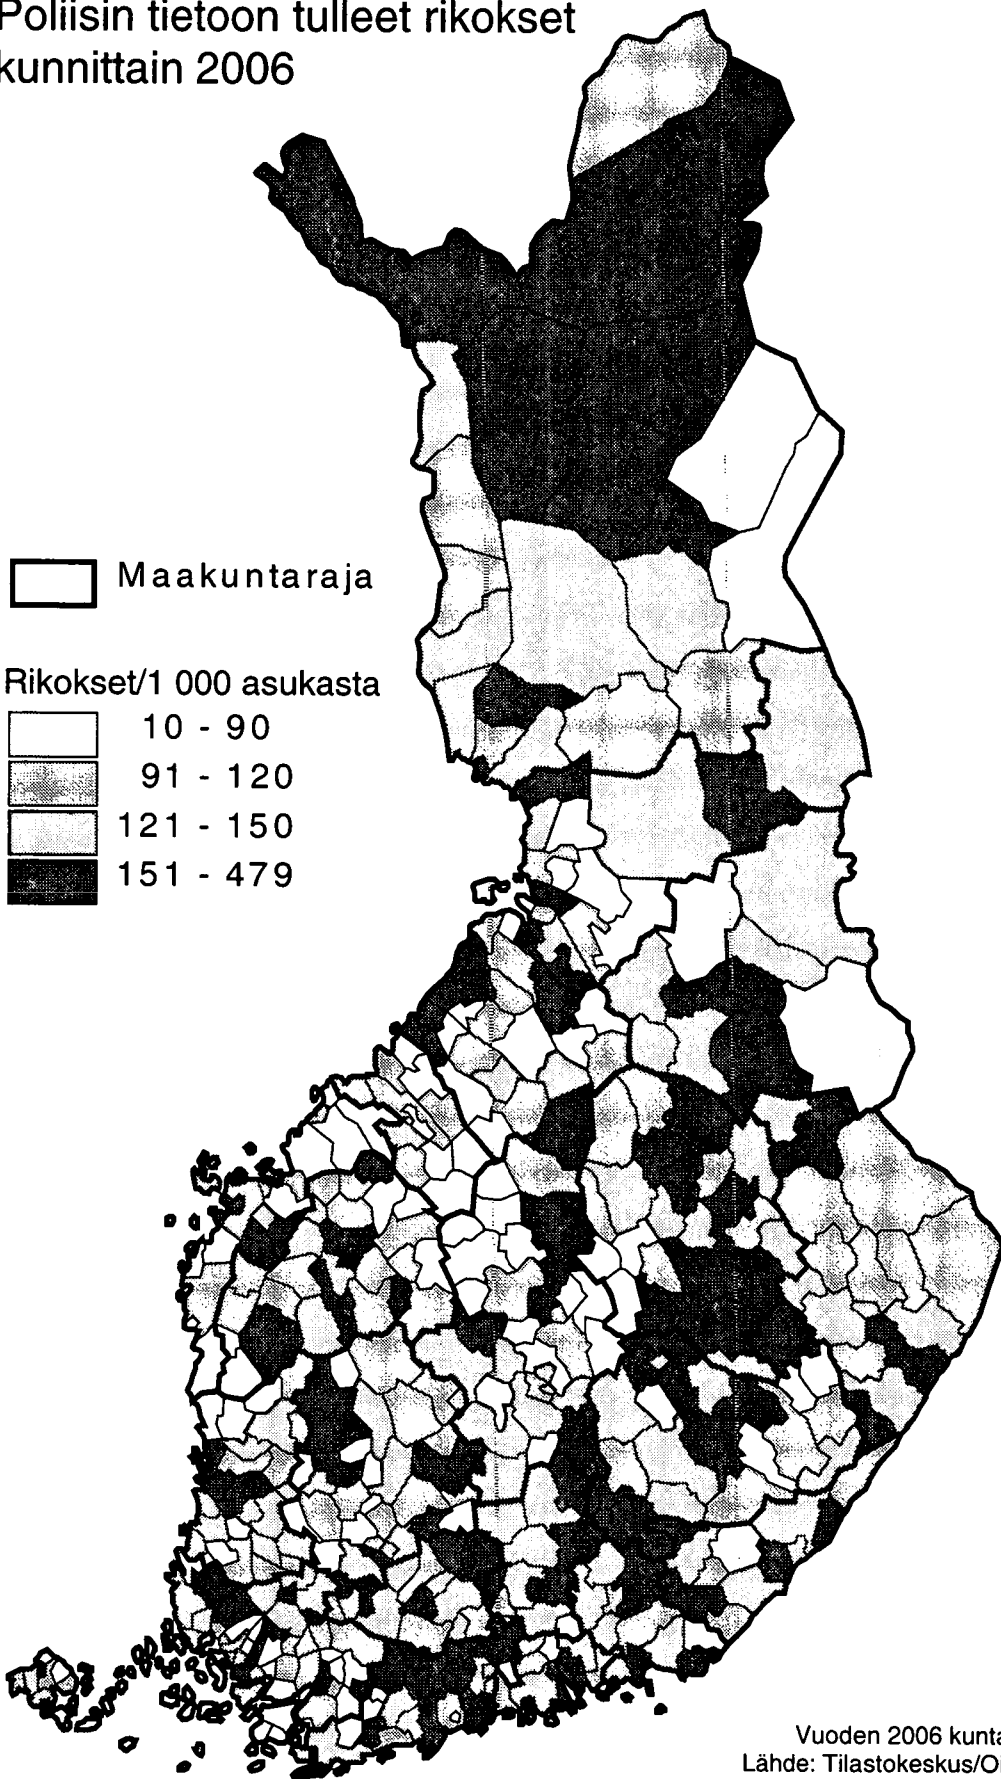 Poliisin tietoon tulleet rikokset
kunnittain 2006
Maakuntaraja
Rikokset/1 000 asukasta
10 - 90
91 - 120
121 - 150
151 - 479
Vuoden 2006
Lähde: Tilastokeskus/